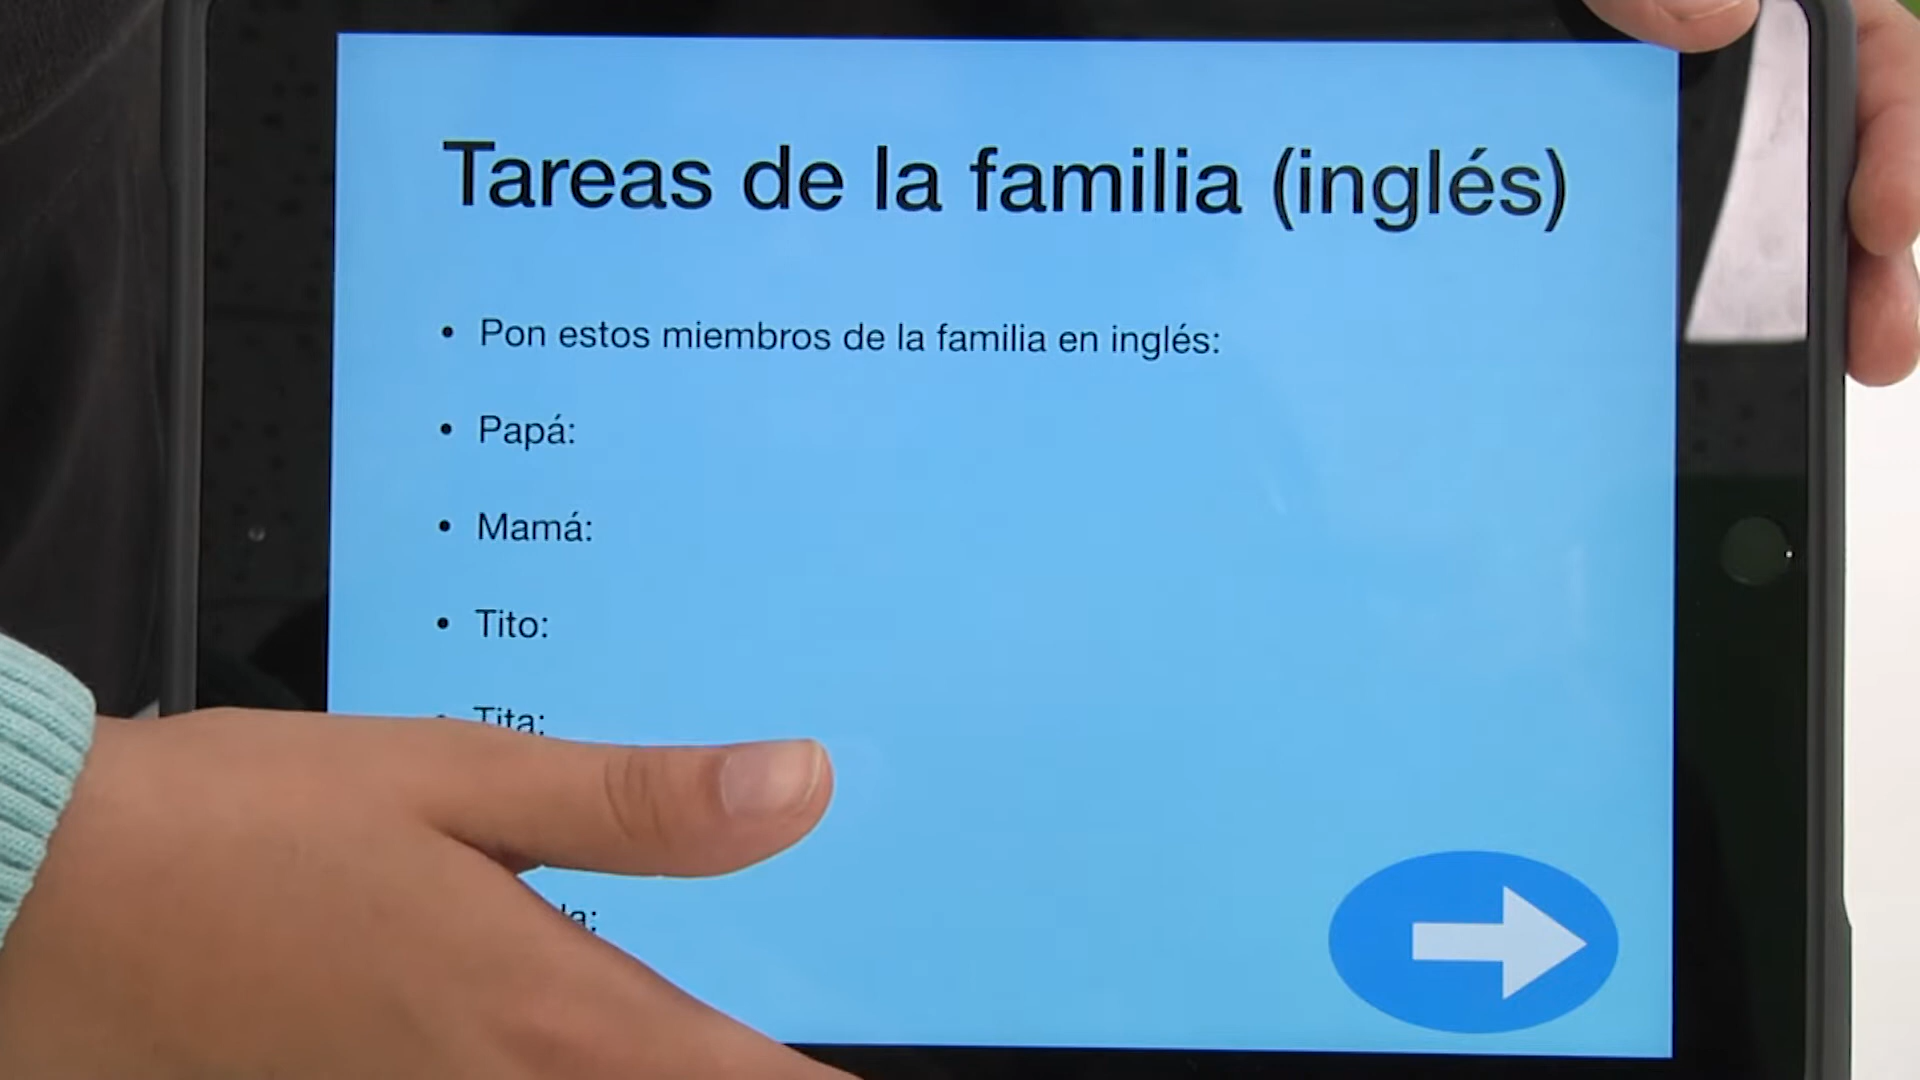 Tareas de la familia (inglés)
• Pon estos miembros de la familia en inglés:
• Papá:
• Mamá:
• Tito:
• Tita: